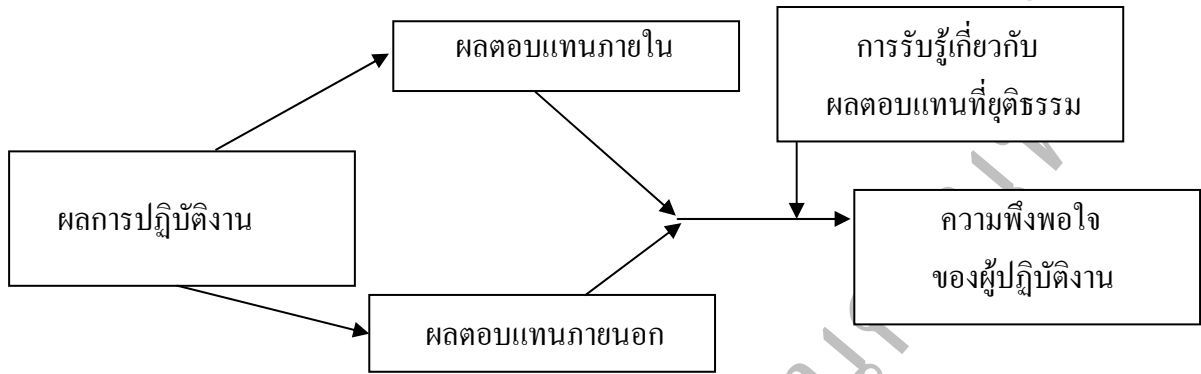 ผลตอบแทนภายใน
การรับรู้เกี่ยวกับ
ผลตอบแทนที่ยุติธรรม
ผลการปฏิบัติงาน
ความพึงพอใจ
ของผู้ปฏิบัติงาน
ผลตอบแทนภายนอก